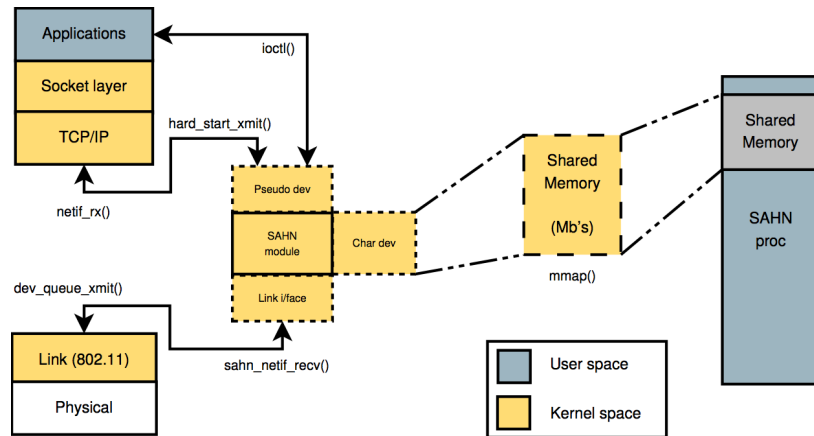 Applications
Socket layer
TCP/IP
ioctl()
hard_start_xmit()
netif_rx()
Pseudo dev
SAHN
module
Char dev
Link i/face
dev_queue_xmit()
sahn_netif_recv()
Link (802.11)
Physical
Shared
Memory
(Mb's)
mmap()
Shared
Memory
SAHN
proc
User space
Kernel space